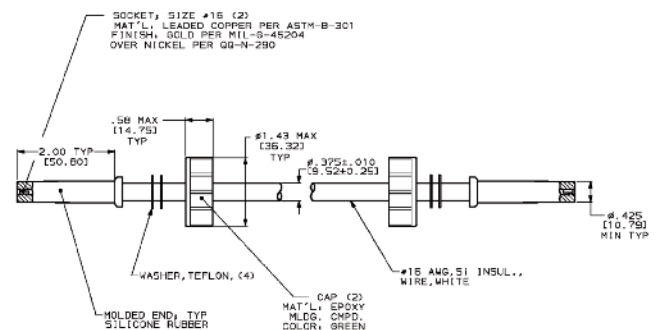 SOCKET, SIZE #16 (2)
MAT'L, LEADED COPPER PER ASTM-B-301
FINISH, GOLD PER MIL-G-45204
OVER NICKEL PER QQ-N-290
.58 MAX
[14.75]
TYP
2.00 TYP
[50.80]
ø1.43 MAX
[36.32]
TYP
ø.375±.010
[9.52±0.25]
ø.425
[10.79]
MIN TYP
WASHER, TEFLON, (4)
#16 AWG, Si INSUL.,
WIRE, WHITE
MOLDED END, TYP
SILICONE RUBBER
CAP (2)
MAT'L, EPOXY
MLDG. CMPD.
COLOR, GREEN